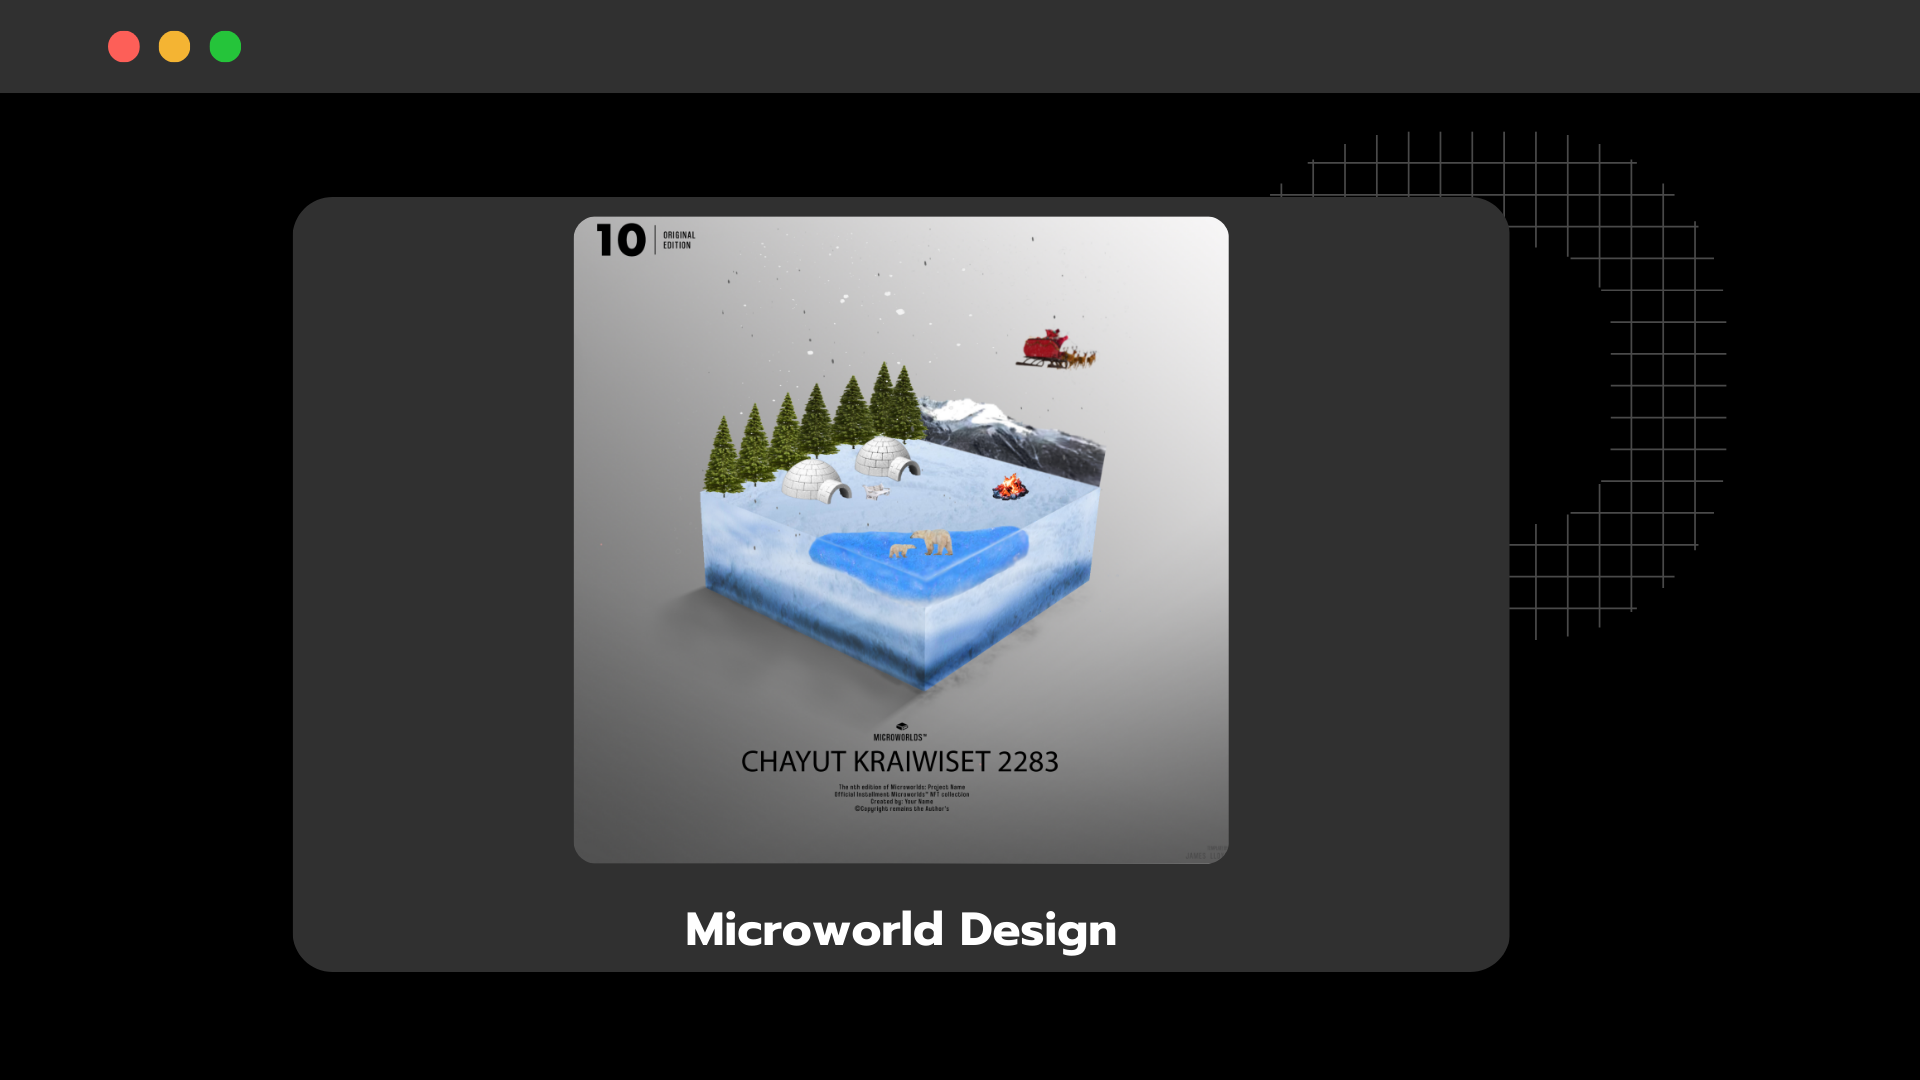 10
ORIGINAL
EDITION
MICROWORLDS™
CHAYUT KRAIWISET 2283
The nth edition of Microworlds: Project Name
Official Installment Microworlds™ NFT collection
Created by: Your Name
©Copyright remains the Author's
Microworld Design